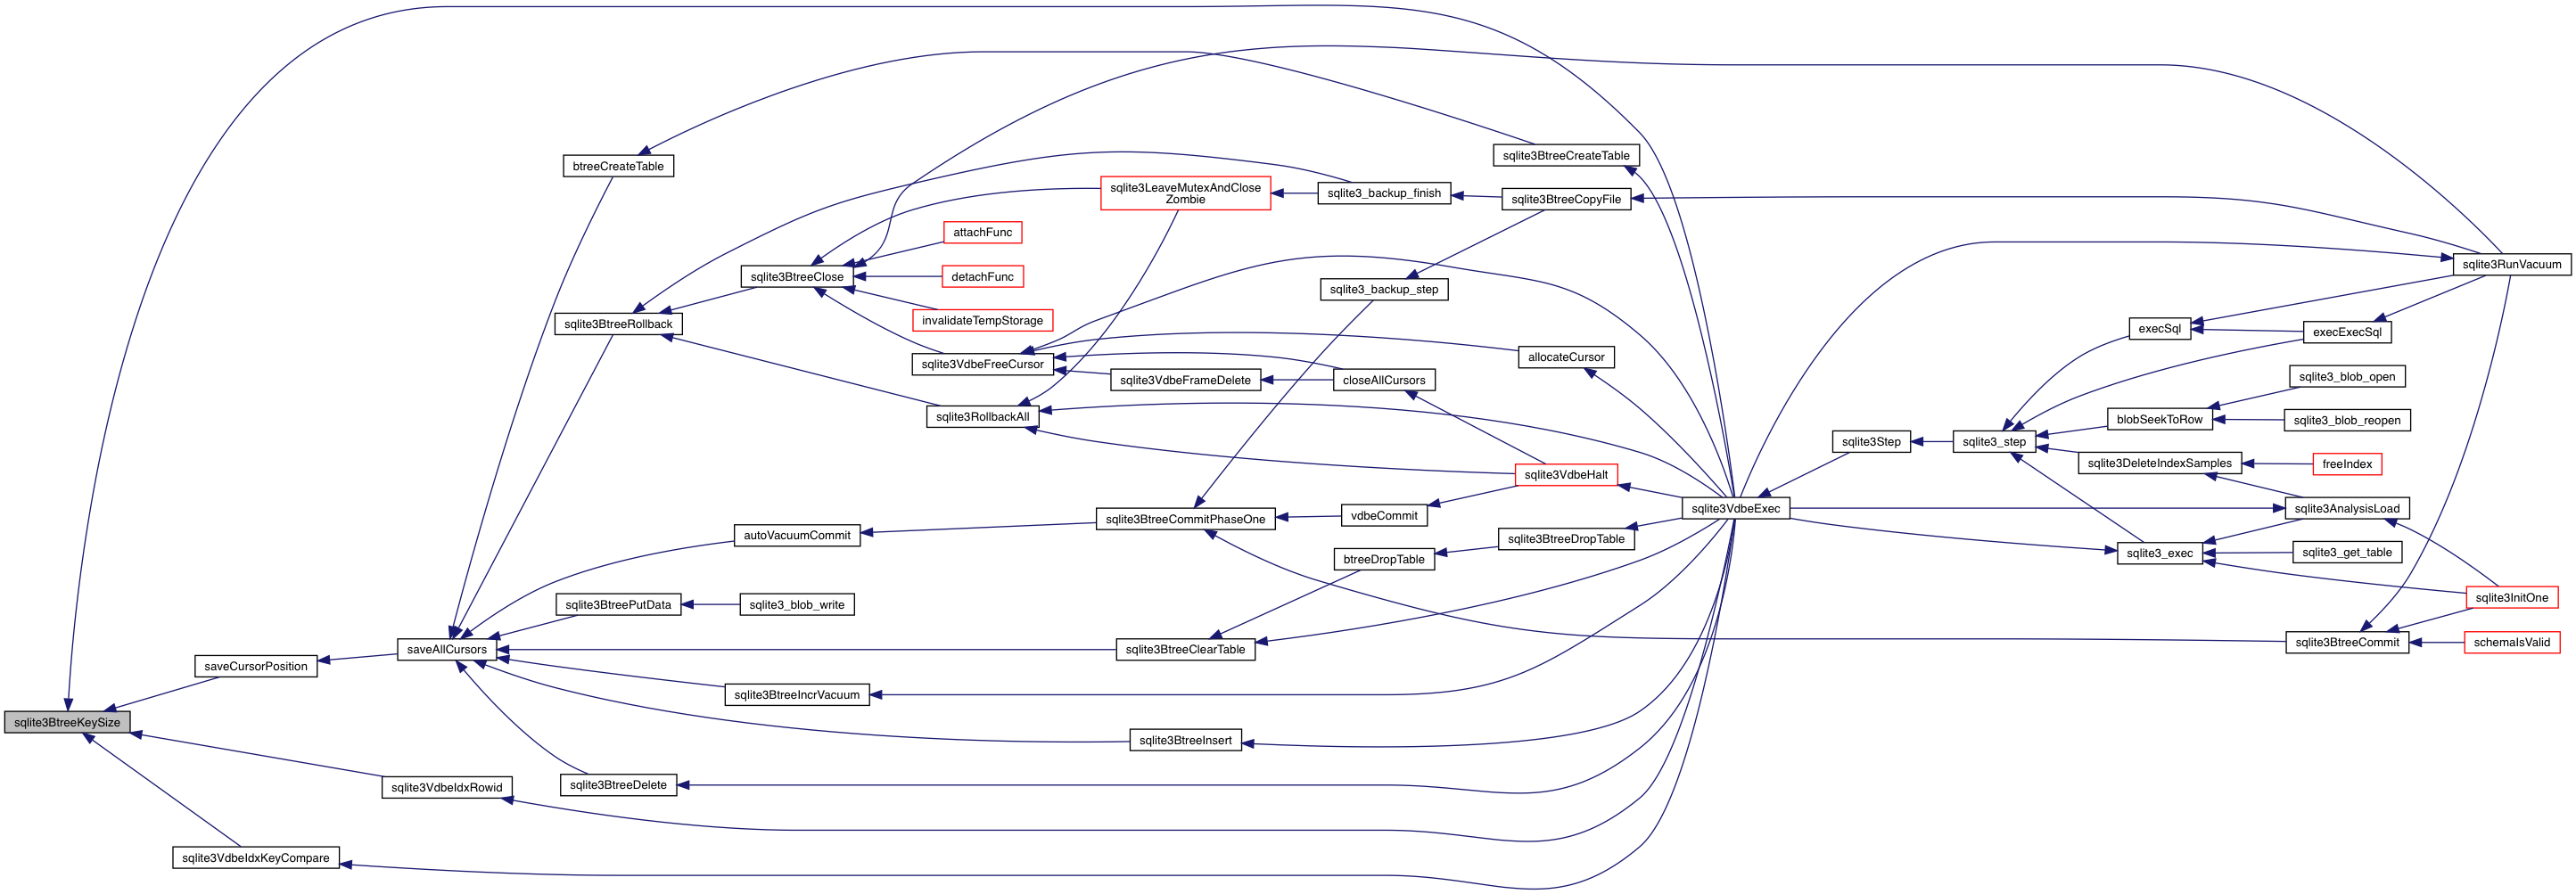 sqlite3BtreeKeySize
saveCursorPosition
sqlite3VdbeIdxRowid
sqlite3VdbeIdxKeyCompare
saveAllCursors
btreeCreateTable
sqlite3BtreeRollback
autoVacuumCommit
sqlite3BtreePutData
sqlite3_blob_write
sqlite3BtreeIncrVacuum
sqlite3BtreeDelete
sqlite3BtreeClose
attachFunc
detachFunc
invalidateTempStorage
sqlite3VdbeFreeCursor
sqlite3RollbackAll
sqlite3LeaveMutexAndClose
Zombie
sqlite3VdbeFrameDelete
sqlite3BtreeCommitPhaseOne
sqlite3BtreeClearTable
sqlite3BtreeInsert
sqlite3_backup_finish
sqlite3_backup_step
closeAllCursors
vdbeCommit
btreeDropTable
sqlite3BtreeCreateTable
sqlite3BtreeCopyFile
allocateCursor
sqlite3VdbeHalt
sqlite3BtreeDropTable
sqlite3VdbeExec
sqlite3Step
sqlite3_step
execSql
blobSeekToRow
sqlite3DeleteIndexSamples
sqlite3_exec
sqlite3RunVacuum
execExecSql
sqlite3_blob_open
sqlite3_blob_reopen
freeIndex
sqlite3AnalysisLoad
sqlite3_get_table
sqlite3InitOne
sqlite3BtreeCommit
schemaIsValid